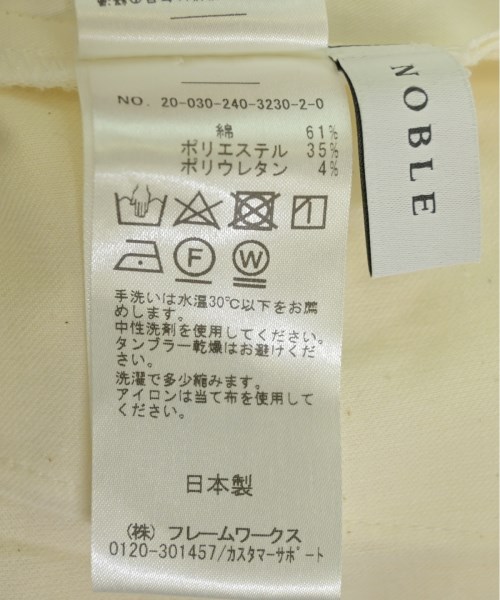 NO. 20-030-240-3230-2-0
綿 61%
ポリエステル 35%
ポリウレタン 4%
F W
手洗いは水温30℃以下をお薦
めします。
中性洗剤を使用してください。
タンブラー乾燥はお避けくだ
さい。
洗濯で多少縮みます。
アイロンは当て布を使用して
ください。
日本製
(株) フレームワークス
0120-301457/カスタマーサポート
NOBLE